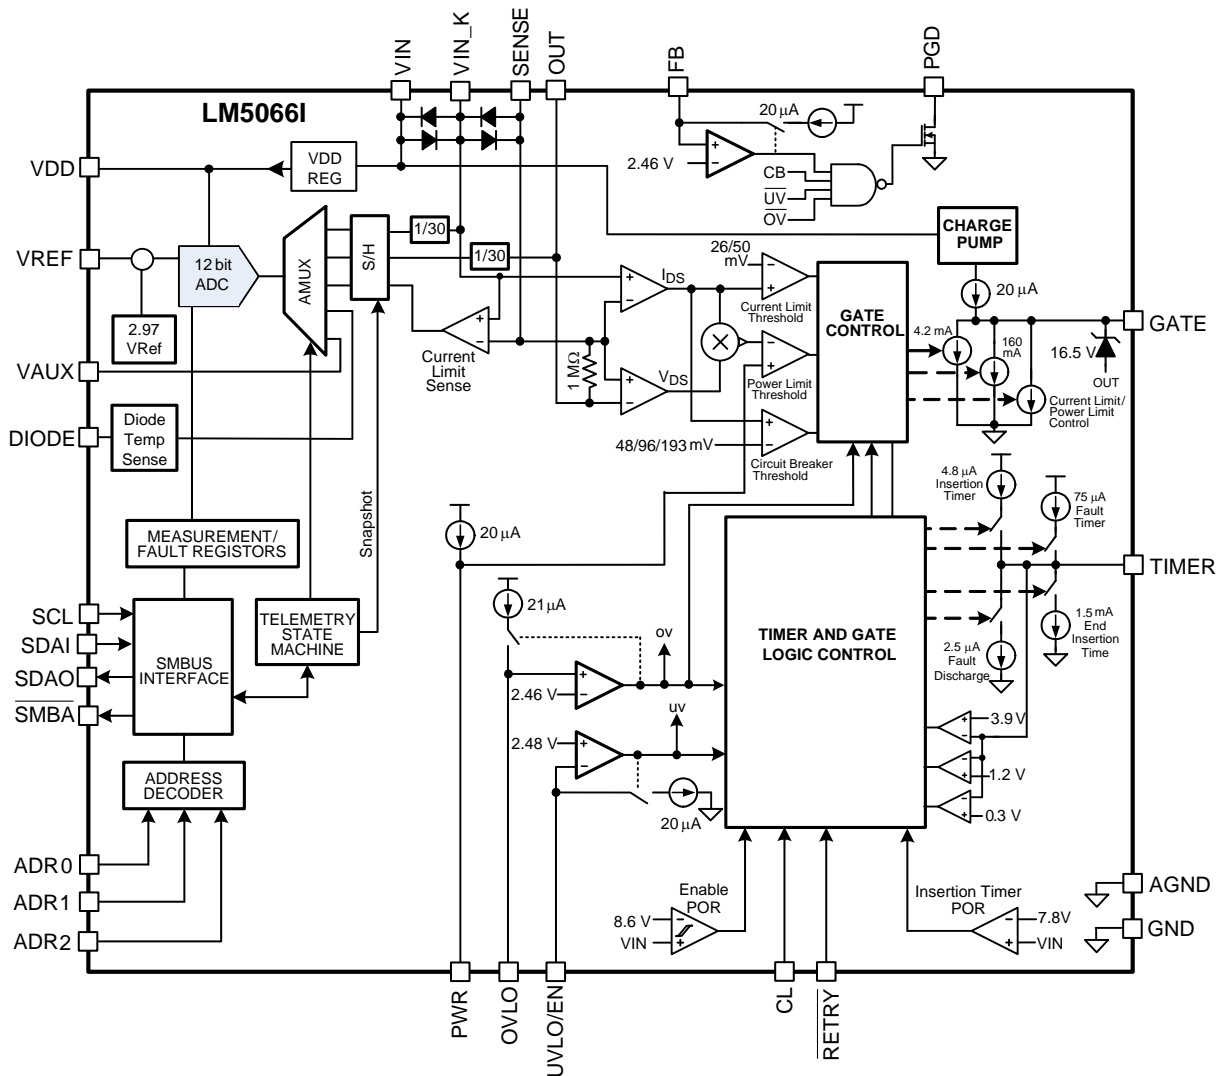 VIN
VIN_K
SENSE
OUT
FB
PGD
LM5066I
20 µA
2.46 V
CB
UV
OV
VDD
VDD
REG
1/30
1/30
S/H
AMUX
VREF
12 bit
ADC
2.97
VRef
VAUX
DIODE
Diode
Temp
Sense
Current
Limit
Sense
1 MΩ
IDS
VDS
26/50
mV
Current Limit
Threshold
Power Limit
Threshold
48/96/193 mV
Circuit Breaker
Threshold
GATE
CONTROL
CHARGE
PUMP
20 µA
4.2 mA
160
mA
16.5 V
OUT
Current Limit/
Power Limit
Control
GATE
Snapshot
MEASUREMENT/
FAULT REGISTORS
SCL
SDAI
SDAO
SMBA
SMBUS
INTERFACE
TELEMETRY
STATE
MACHINE
ADDRESS
DECODER
ADR0
ADR1
ADR2
20 µA
21 µA
ov
2.46 V
uv
2.48 V
20 µA
TIMER AND GATE
LOGIC CONTROL
4.8 µA
Insertion
Timer
75 µA
Fault
Timer
TIMER
1.5 mA
End
Insertion
Time
2.5 µA
Fault
Discharge
3.9 V
1.2 V
0.3 V
Enable
POR
8.6 V
VIN
Insertion Timer
POR
7.8V
VIN
AGND
GND
PWR
OVLO
UVLO/EN
CL
RETRY